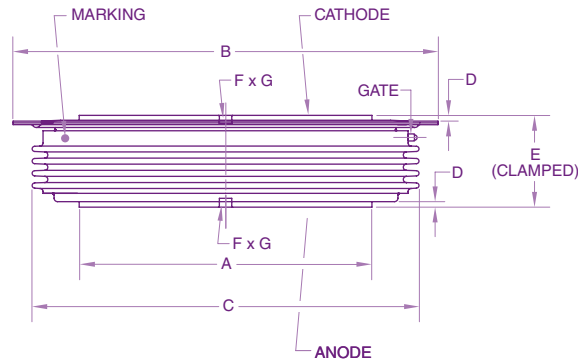 MARKING
CATHODE
B
F x G
D
GATE
E
(CLAMPED)
D
F x G
A
C
ANODE